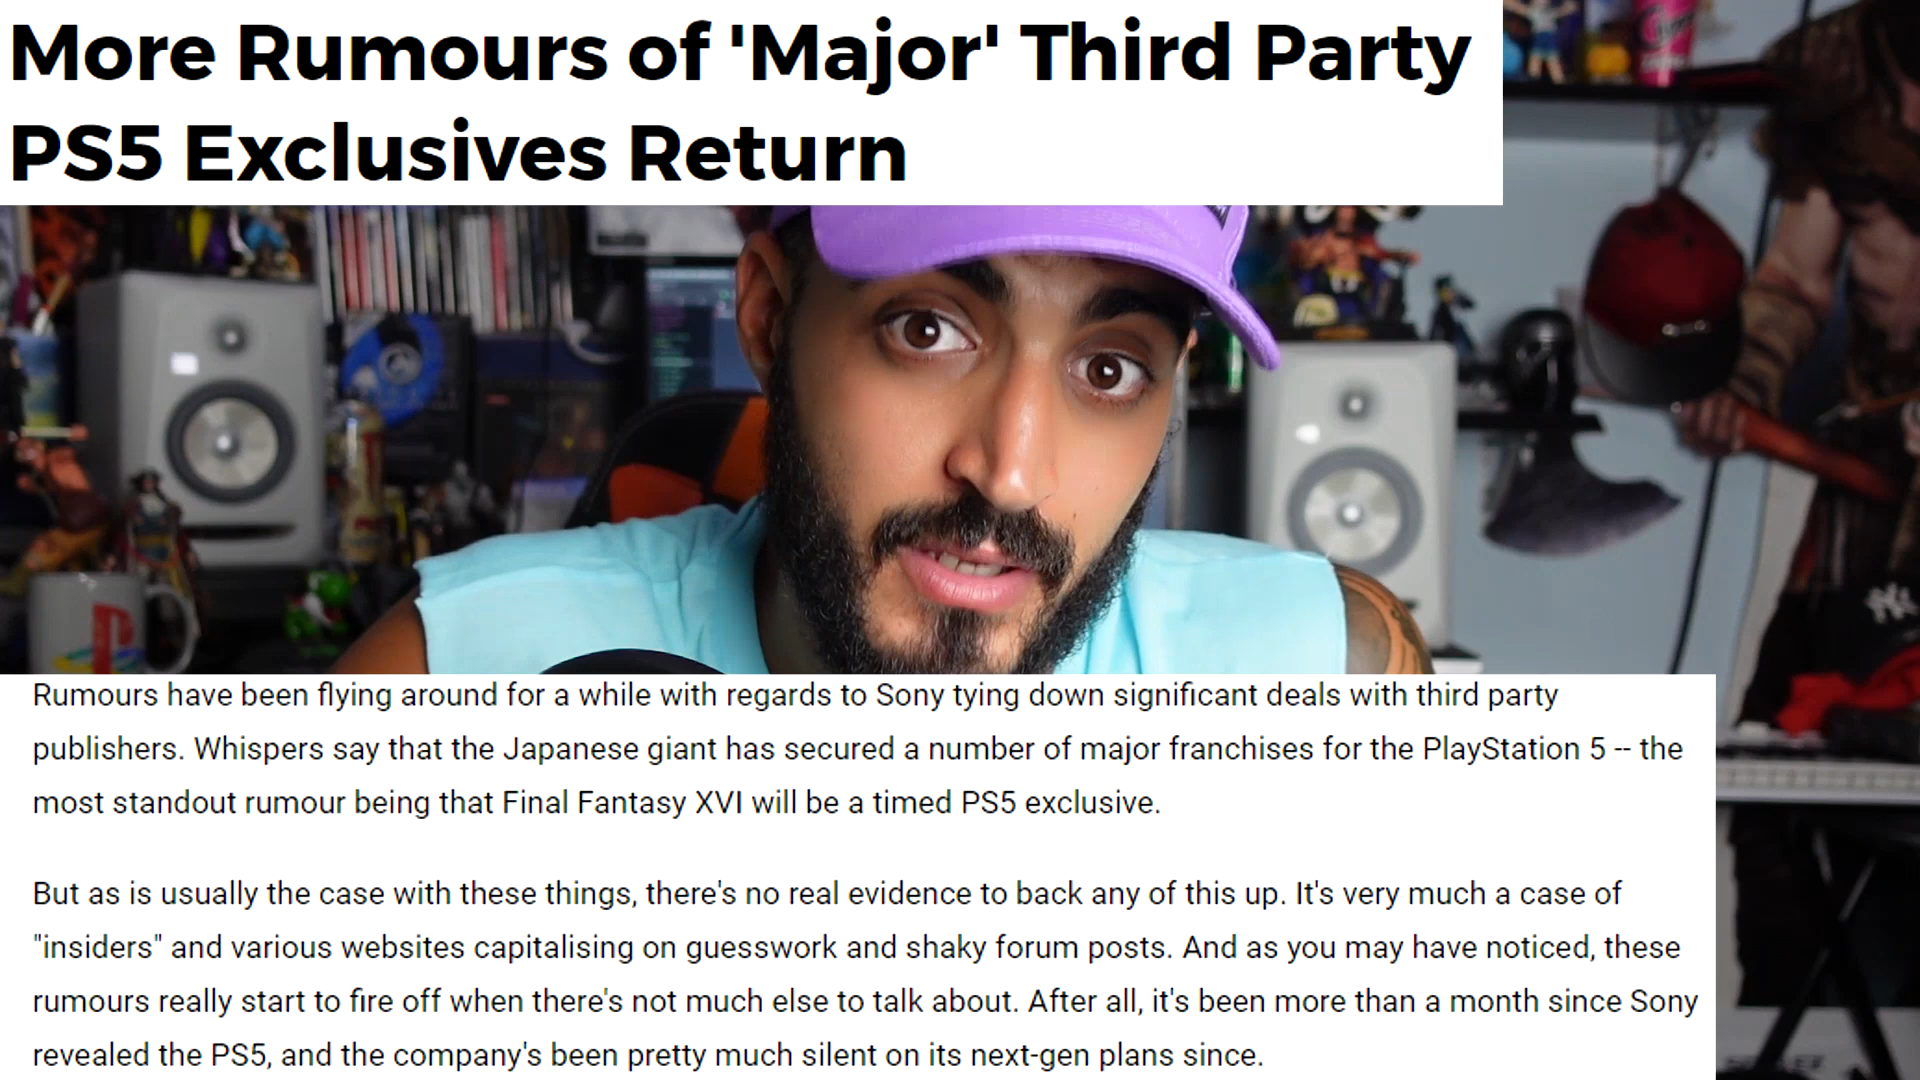 More Rumours of 'Major' Third Party
PS5 Exclusives Return
Rumours have been flying around for a while with regards to Sony tying down significant deals with third party
publishers. Whispers say that the Japanese giant has secured a number of major franchises for the PlayStation 5 -- the
most standout rumour being that Final Fantasy XVI will be a timed PS5 exclusive.
But as is usually the case with these things, there's no real evidence to back any of this up. It's very much a case of
"insiders" and various websites capitalising on guesswork and shaky forum posts. And as you may have noticed, these
rumours really start to fire off when there's not much else to talk about. After all, it's been more than a month since Sony
revealed the PS5, and the company's been pretty much silent on its next-gen plans since.